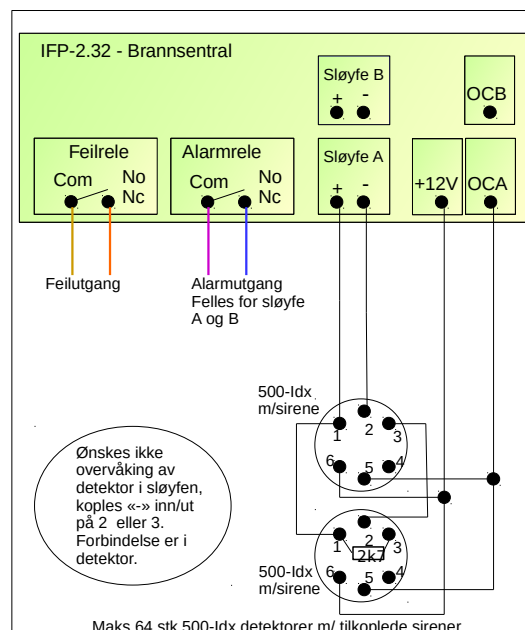 IFP-2.32 - Brannsentral
Sløyfe B
+ -
OCB
Feilrele
Com No
Nc
Alarmrele
Com No
Nc
Sløyfe A
+ -
+12V
OCA
Feilutgang
Alarmutgang
Felles for sløyfe
A og B
500-Idx
m/sirene
1 2 3
6 5 4
Ønskes ikke
overvåking av
detektor i sløyfen,
koples «-» inn/ut
på 2 eller 3.
Forbindelse er i
detektor.
1 2 3
2k7
6 5 4
500-Idx
m/sirene
Maks 64 stk 500-Idx detektorer m/ tilkoplede sirener